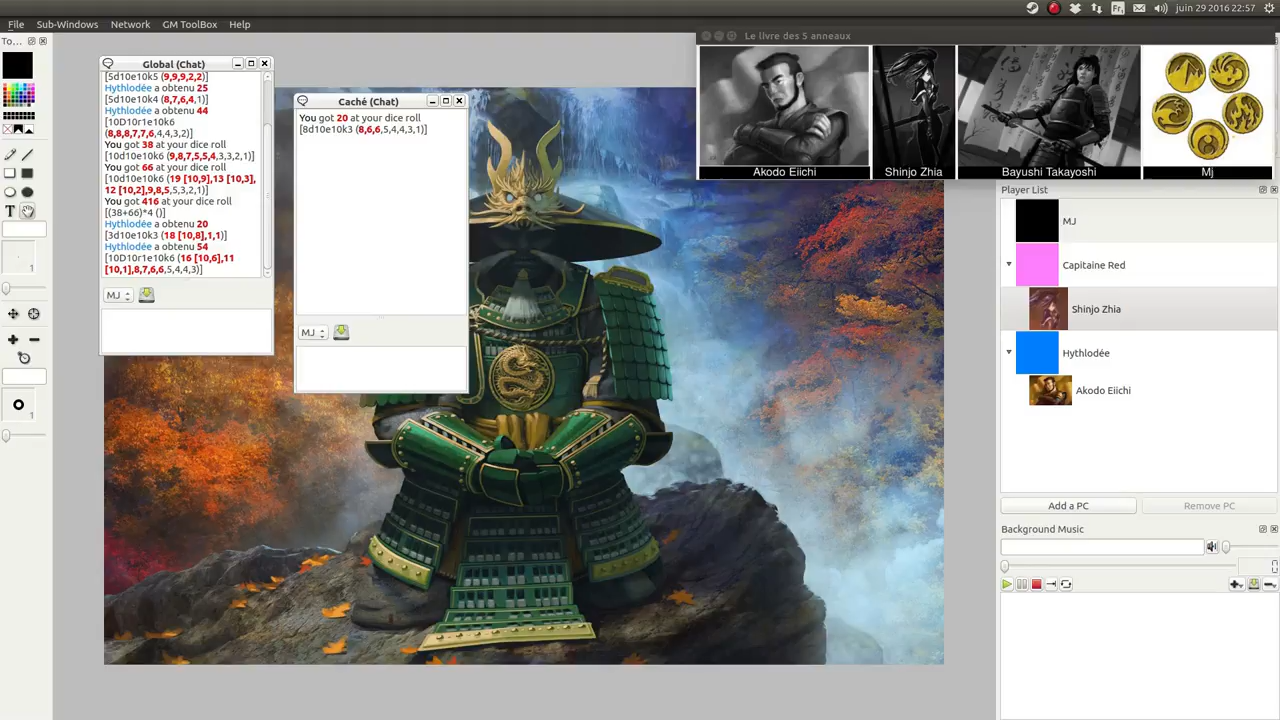 Fr
juin 29 2016 22:57
File Sub-Windows Network GM ToolBox Help
Le livre des 5 anneaux
To...
Global (Chat)
[5d10e10k5 (9,9,9,2,2)]
Hythlodée a obtenu 25
[5d10e10k4 (8,7,6,4,1)]
Hythlodée a obtenu 44
[10D10r1e10k6
(8,8,8,7,7,6,4,4,3,2)]
You got 38 at your dice roll
[10d10e10k6 (9,8,7,5,5,4,3,3,2,1)]
You got 66 at your dice roll
[10d10e10k6 (19 [10,9],13 [10,3],
12 [10,2],9,8,5,5,3,2,1)]
You got 416 at your dice roll
[(38+66)*4 ()]
Hythlodée a obtenu 20
[3d10e10k3 (18 [10,8],1,1)]
Hythlodée a obtenu 54
[10D10r1e10k6 (16 [10,6],11
[10,1],8,7,6,6,5,4,4,3)]
MJ
Caché (Chat)
You got 20 at your dice roll
[8d10e10k3 (8,6,6,5,4,4,3,1)]
MJ
Akodo Eiichi
Shinjo Zhia
Bayushi Takayoshi
Mj
Player List
MJ
Capitaine Red
Shinjo Zhia
Hythlodée
Akodo Eiichi
Add a PC
Remove PC
Background Music
T
1
1
0